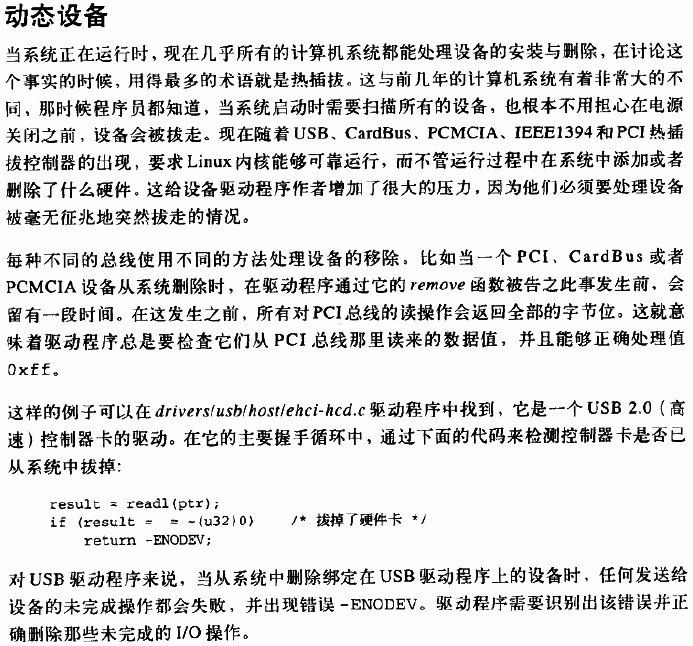 动态设备
当系统正在运行时，现在几乎所有的计算机系统都能处理设备的安装与删除，在讨论这
个事实的时候，用得最多的术语就是热插拔。这与前几年的计算机系统有着非常大的不
同，那时候程序员都知道，当系统启动时需要扫描所有的设备，也根本不用担心在电源
关闭之前，设备会被拔走。现在随着USB、CardBus、PCMCIA、IEEE1394和PCI热插
拔控制器的出现，要求Linux内核能够可靠运行，而不管运行过程中在系统中添加或者
删除了什么硬件。这给设备驱动程序作者增加了很大的压力，因为他们必须要处理设备
被毫无征兆地突然拔走的情况。
每种不同的总线使用不同的方法处理设备的移除。比如当一个PCI、CardBus或者
PCMCIA设备从系统删除时，在驱动程序通过它的remove函数被告之此事发生前，会
留有一段时间。在这发生之前，所有对PCI总线的读操作会返回全部的字节位。这就意
味着驱动程序总是要检查它们从PCI总线那里读来的数据值，并且能够正确处理值
0xff。
这样的例子可以在drivers/usb/host/ehci-hcd.c驱动程序中找到，它是一个USB 2.0（高
速）控制器卡的驱动。在它的主要握手循环中，通过下面的代码来检测控制器卡是否已
从系统中拔掉：
result = readl(ptr);
if (result = = ~(u32)0) /* 拔掉了硬件卡 */
return -ENODEV;
对USB驱动程序来说，当从系统中删除绑定在USB驱动程序上的设备时，任何发送给
设备的未完成操作都会失败，并出现错误-ENODEV。驱动程序需要识别出该错误并正
确删除那些未完成的I/O操作。